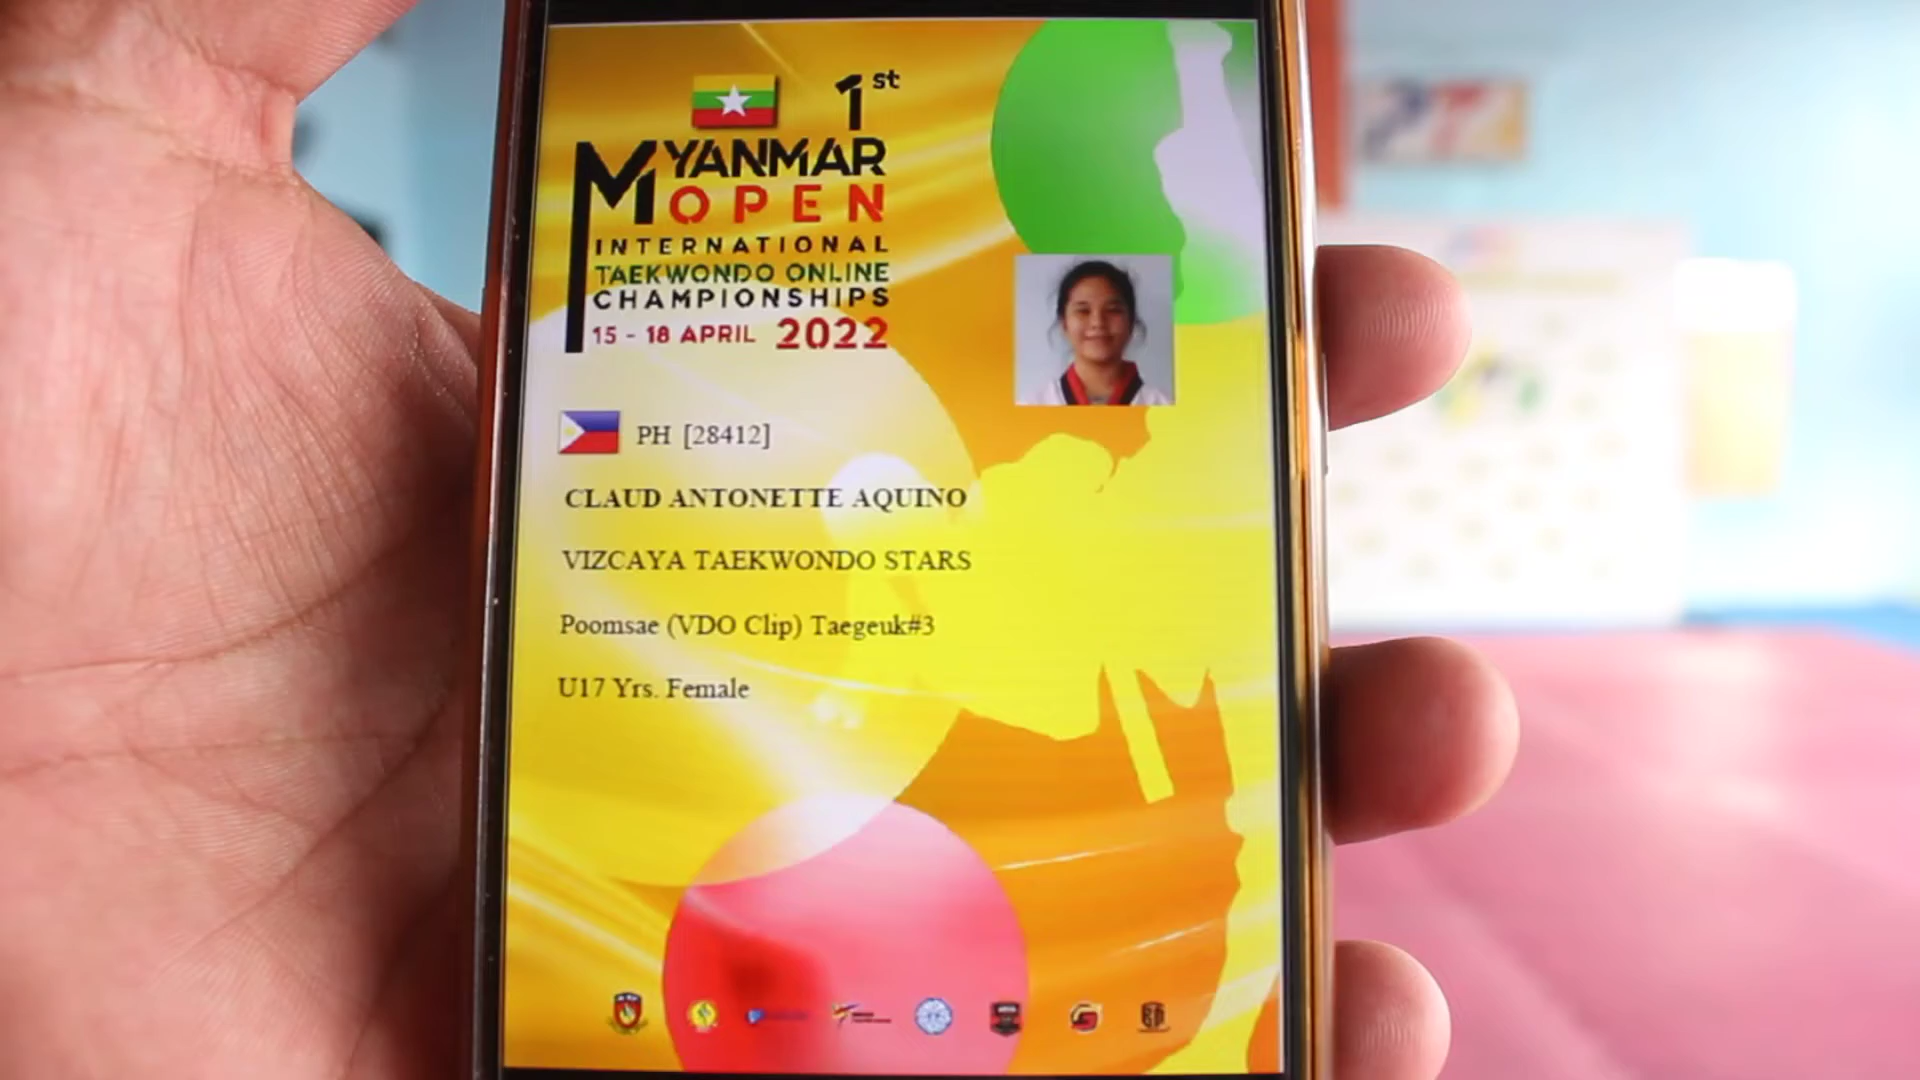 1st
MYANMAR
OPEN
INTERNATIONAL
TAEKWONDO ONLINE
CHAMPIONSHIPS
15 - 18 APRIL 2022
PH [28412]
CLAUD ANTONETTE AQUINO
VIZCAYA TAEKWONDO STARS
Poomsae (VDO Clip) Taegeuk#3
U17 Yrs. Female